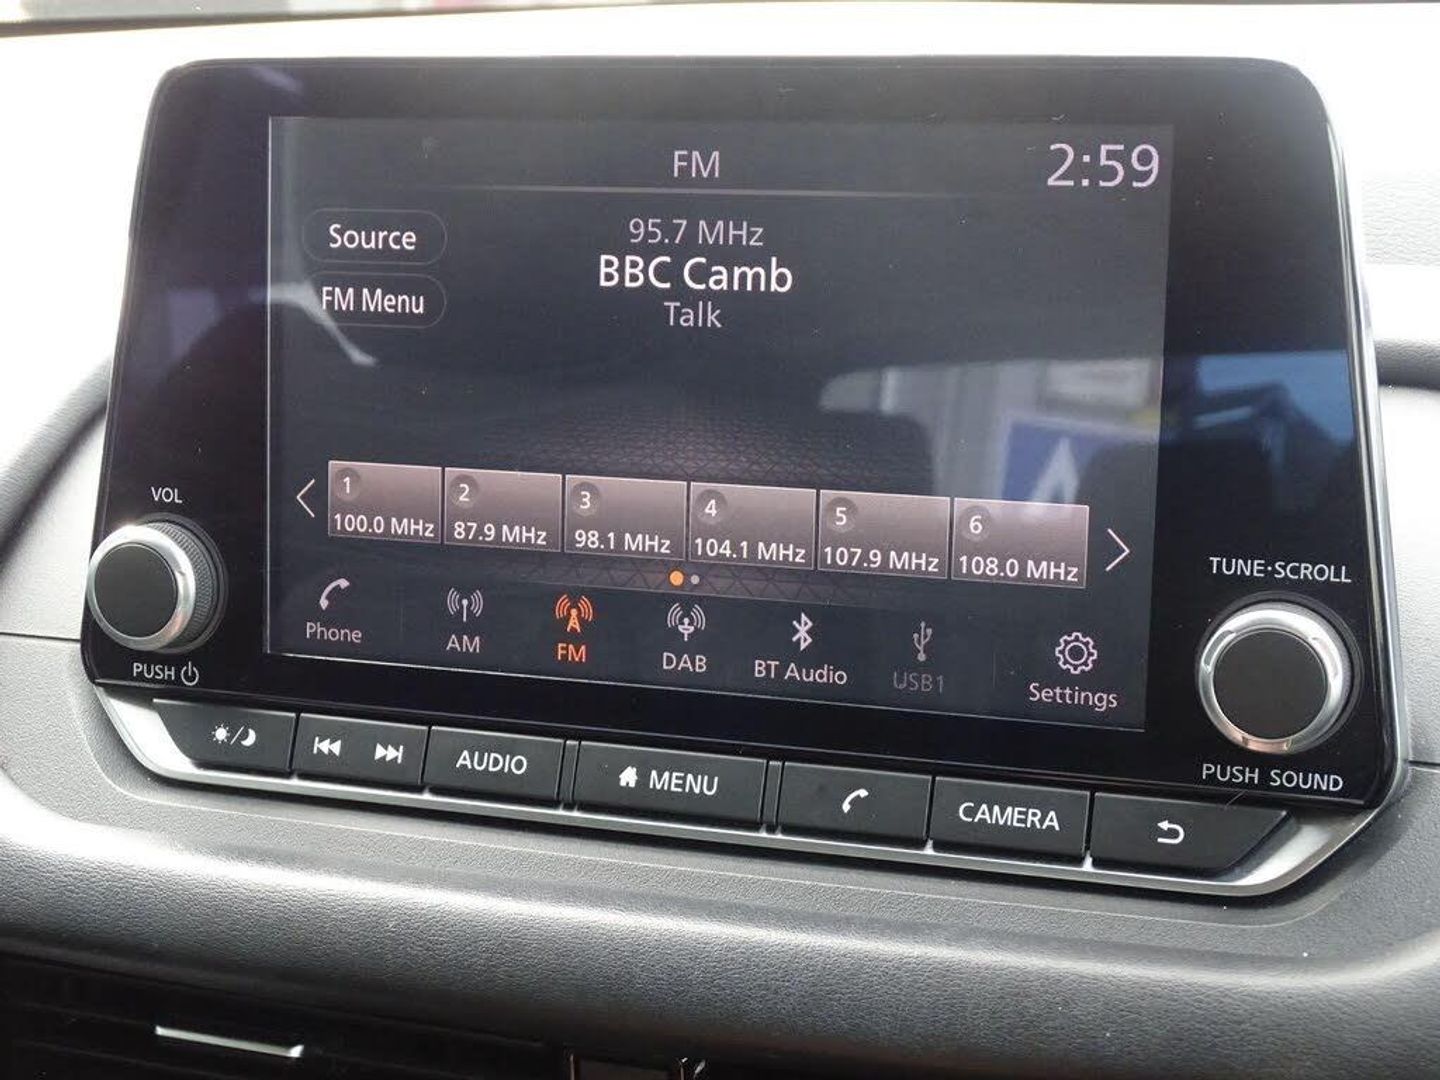 FM
2:59
Source
95.7 MHz
BBC Camb
FM Menu
Talk
1
2
3
4
5
6
100.0 MHz
87.9 MHz
98.1 MHz
104.1 MHz
107.9 MHz
108.0 MHz
VOL
TUNE·SCROLL
Phone
AM
FM
DAB
BT Audio
USB1
Settings
PUSH
PUSH SOUND
AUDIO
MENU
CAMERA